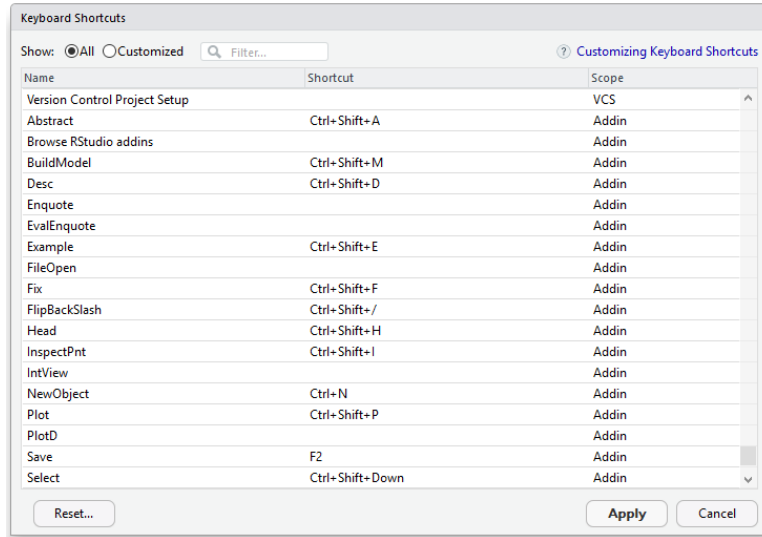 Keyboard Shortcuts
Show: All Customized Filter... ? Customizing Keyboard Shortcuts
Name Shortcut Scope
Version Control Project Setup VCS
Abstract Ctrl+Shift+A Addin
Browse RStudio addins Addin
BuildModel Ctrl+Shift+M Addin
Desc Ctrl+Shift+D Addin
Enquote Addin
EvalEnquote Addin
Example Ctrl+Shift+E Addin
FileOpen Addin
Fix Ctrl+Shift+F Addin
FlipBackSlash Ctrl+Shift+/ Addin
Head Ctrl+Shift+H Addin
InspectPnt Ctrl+Shift+I Addin
IntView Addin
NewObject Ctrl+N Addin
Plot Ctrl+Shift+P Addin
PlotD Addin
Save F2 Addin
Select Ctrl+Shift+Down Addin
Reset... Apply Cancel